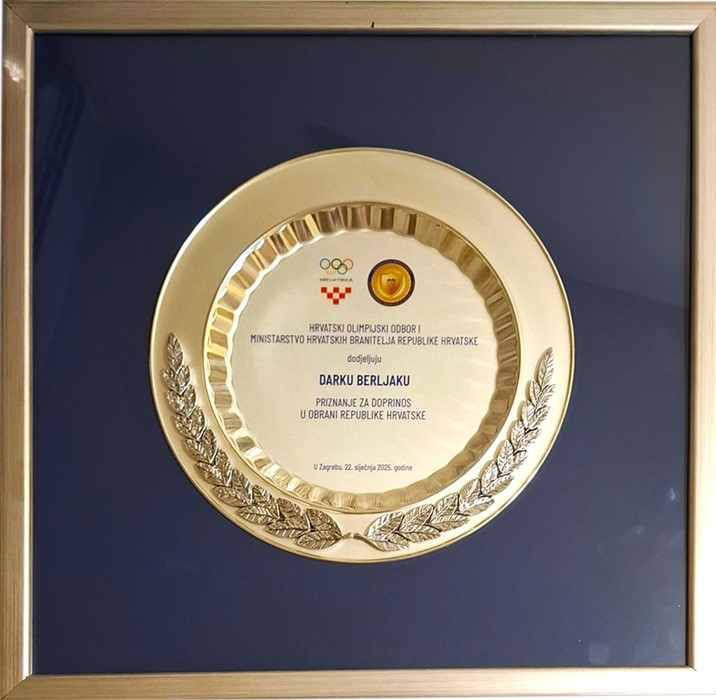 HRVATSKA
HRVATSKI OLIMPIJSKI ODBOR I
MINISTARSTVO HRVATSKIH BRANITELJA REPUBLIKE HRVATSKE
dodjeljuju
DARKU BERLJAKU
PRIZNANJE ZA DOPRINOS
U OBRANI REPUBLIKE HRVATSKE
U Zagrebu, 22. siječnja 2025. godine